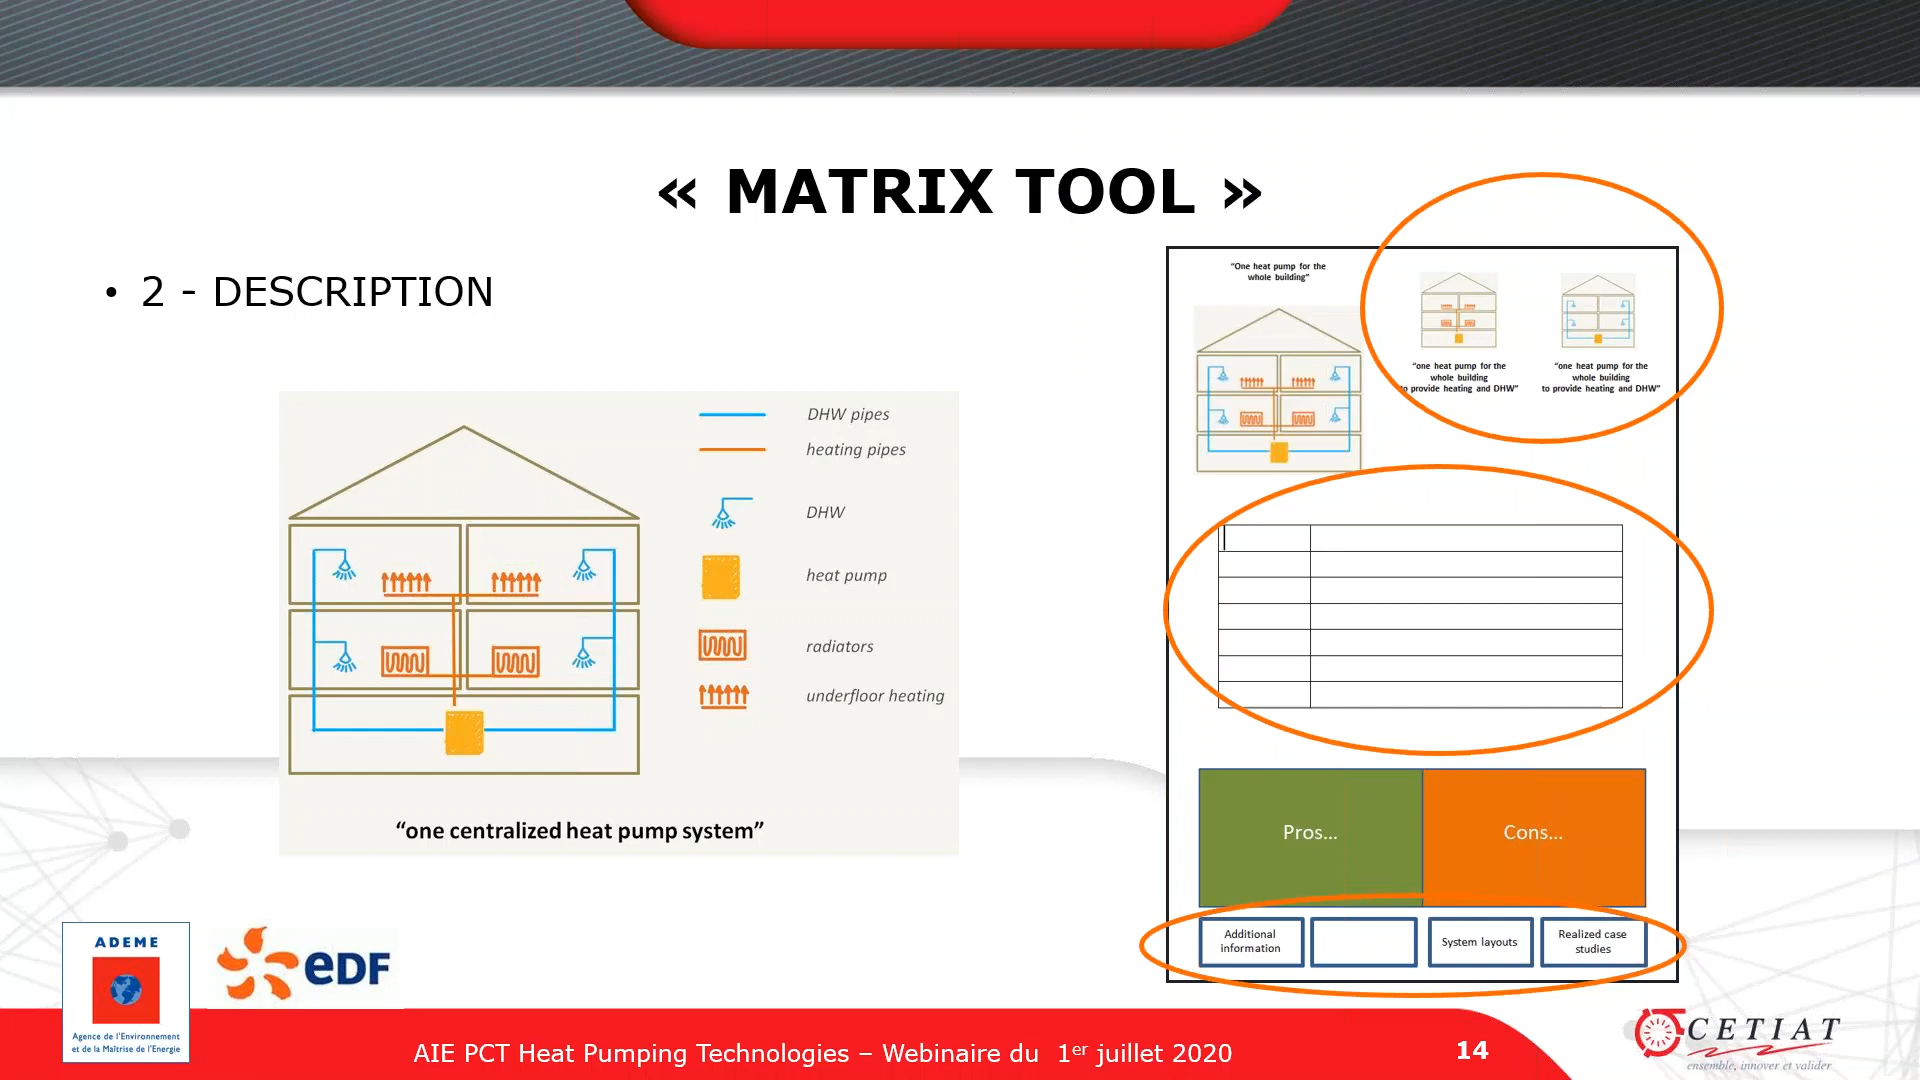 « MATRIX TOOL »
• 2 - DESCRIPTION
DHW pipes
heating pipes
DHW
heat pump
radiators
underfloor heating
“one centralized heat pump system”
“One heat pump for the
whole building”
“one heat pump for the
whole building
to provide heating and DHW”
“one heat pump for the
whole building
to provide heating and DHW”
Pros...
Cons...
Additional
information
System layouts
Realized case
studies
ADEME
Agence de l'Environnement
et de la Maîtrise de l'Energie
eDF
AIE PCT Heat Pumping Technologies – Webinaire du 1er juillet 2020
14
CETIAT
ensemble, innover et valider